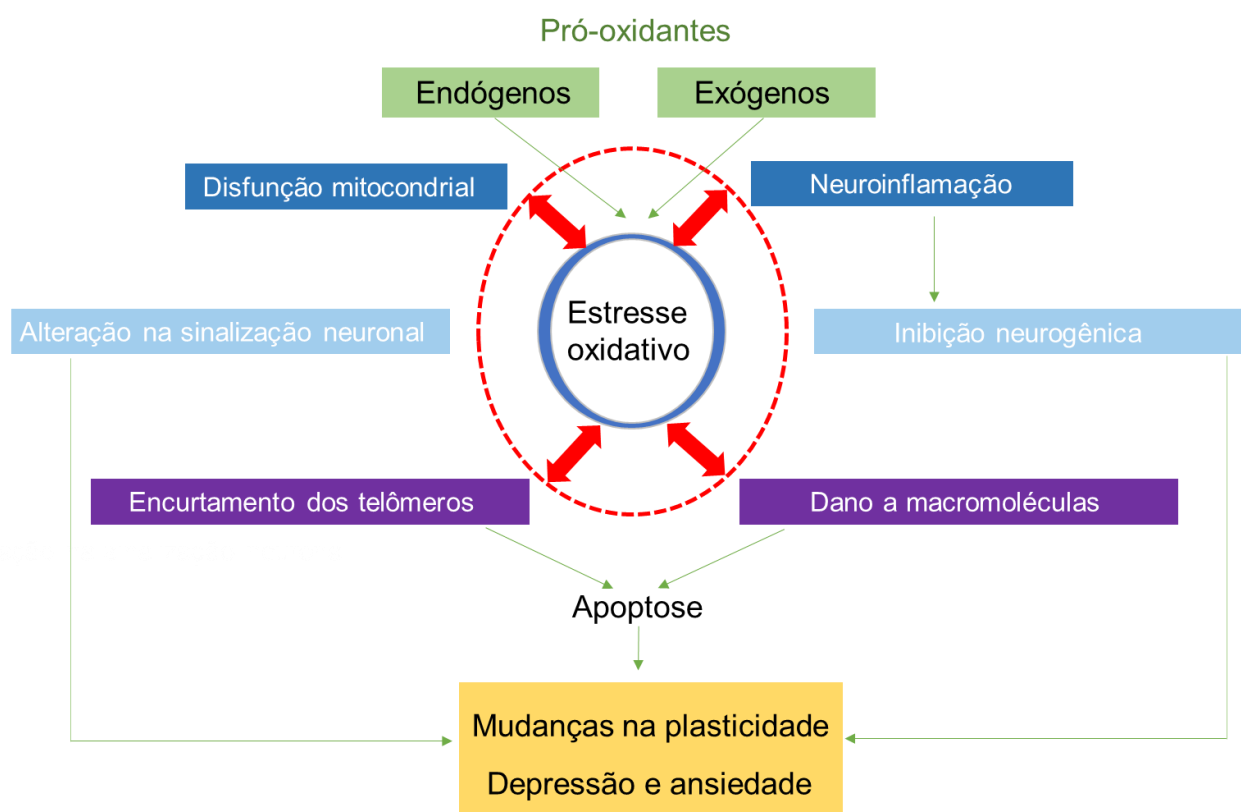 Pró-oxidantes
Endógenos
Exógenos
Disfunção mitocondrial
Neuroinflamação
Estresse
oxidativo
Alteração na sinalização neuronal
Inibição neurogênica
Encurtamento dos telômeros
Dano a macromoléculas
Apoptose
Mudanças na plasticidade
Depressão e ansiedade